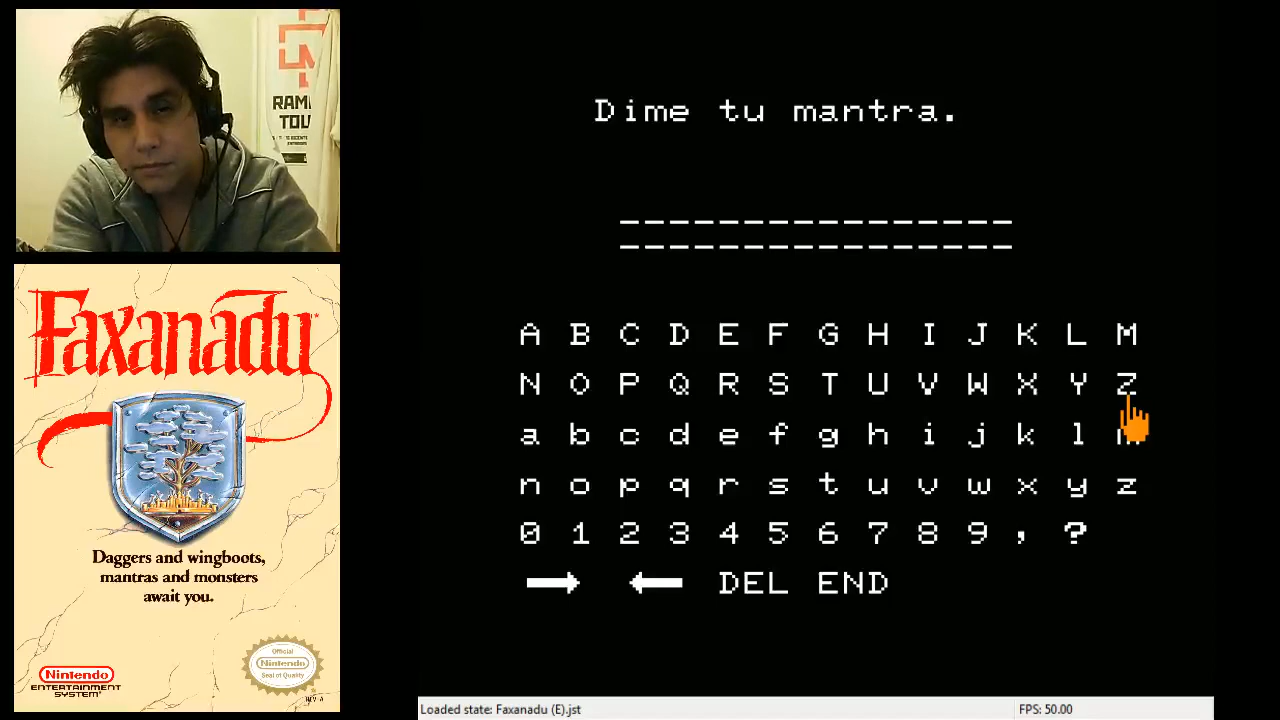 RAM
TOU
Dime tu mantra.
A B C D E F G H I J K L M
N O P Q R S T U V W X Y Z
a b c d e f g h i j k l
n o p q r s t u v w x y z
0 1 2 3 4 5 6 7 8 9 , ?
DEL END
Faxanadu
Daggers and wingboots,
mantras and monsters
await you.
Nintendo
ENTERTAINMENT
SYSTEM
Official
Nintendo
Seal of Quality
REV-A
Loaded state: Faxanadu (E).jst
FPS: 50.00